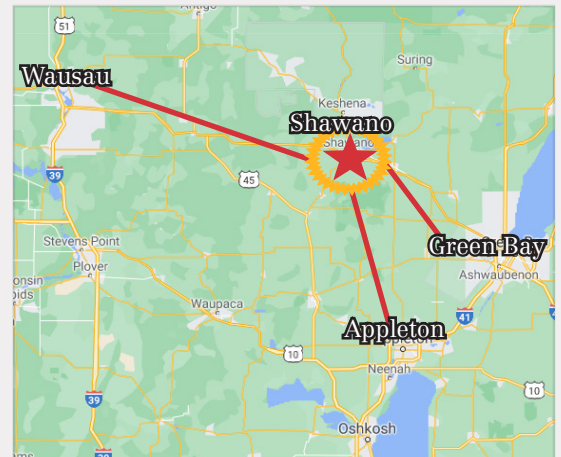 Antigo
51
Suring
Wausau
Keshena
Shawano
Shawano
39
45
Stevens Point
Green Bay
Plover
Ashwaubenon
Waupaca
41
Appleton
10
Neenah
10
39
Oshkosh
39